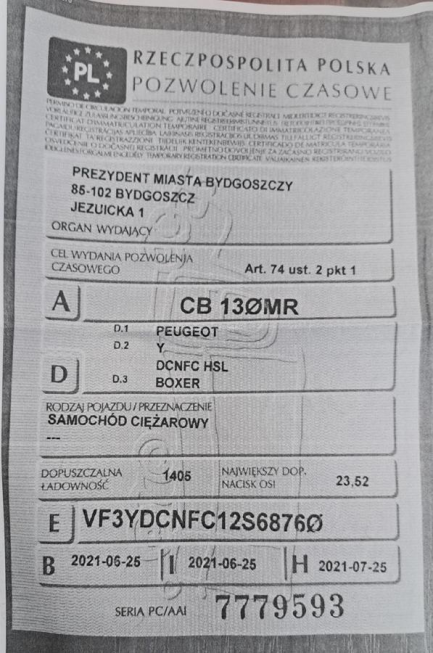 PL
RZECZPOSPOLITA POLSKA
POZWOLENIE CZASOWE
PREZYDENT MIASTA BYDGOSZCZY
85-102 BYDGOSZCZ
JEZUICKA 1
ORGAN WYDAJĄCY
CEL WYDANIA POZWOLENIA
CZASOWEGO Art. 74 ust. 2 pkt 1
A CB 13ØMR
D.1 PEUGEOT
D.2 Y
DCNFC HSL
D D.3 BOXER
RODZAJ POJAZDU/PRZEZNACZENIE
SAMOCHÓD CIĘŻAROWY
---
DOPUSZCZALNA ŁADOWNOŚĆ 1405 NAJWIĘKSZY DOP. NACISK OSI 23,52
E VF3YDCNFC12S6876Ø
B 2021-06-25 I 2021-06-25 H 2021-07-25
SERIA PC/AAI 7779593